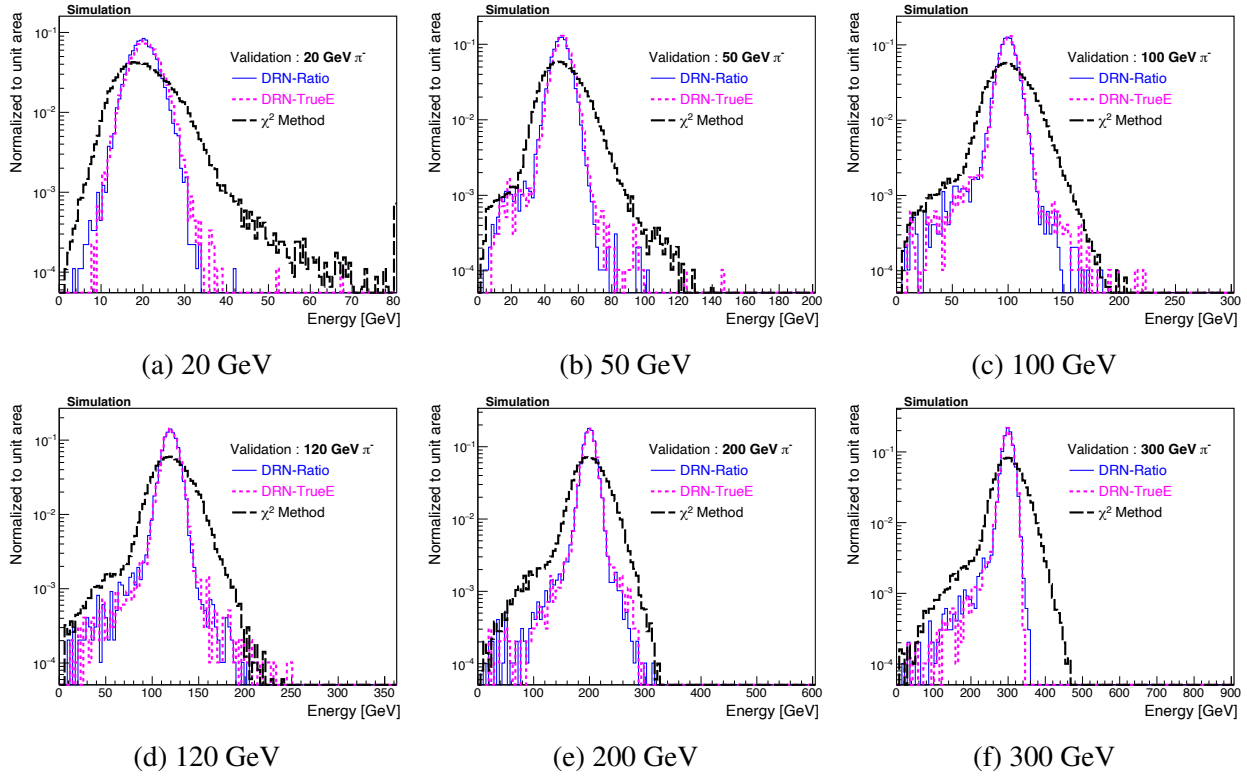 Simulation
Normalized to unit area
Validation : 20 GeV π⁻
DRN-Ratio
DRN-TrueE
χ² Method
10⁻¹
10⁻²
10⁻³
10⁻⁴
0 10 20 30 40 50 60 70 80
Energy [GeV]
(a) 20 GeV
Simulation
Normalized to unit area
Validation : 50 GeV π⁻
DRN-Ratio
DRN-TrueE
χ² Method
10⁻¹
10⁻²
10⁻³
10⁻⁴
0 20 40 60 80 100 120 140 160 180 200
Energy [GeV]
(b) 50 GeV
Simulation
Normalized to unit area
Validation : 100 GeV π⁻
DRN-Ratio
DRN-TrueE
χ² Method
10⁻¹
10⁻²
10⁻³
10⁻⁴
0 50 100 150 200 250 300
Energy [GeV]
(c) 100 GeV
Simulation
Normalized to unit area
Validation : 120 GeV π⁻
DRN-Ratio
DRN-TrueE
χ² Method
10⁻¹
10⁻²
10⁻³
10⁻⁴
0 50 100 150 200 250 300 350
Energy [GeV]
(d) 120 GeV
Simulation
Normalized to unit area
Validation : 200 GeV π⁻
DRN-Ratio
DRN-TrueE
χ² Method
10⁻¹
10⁻²
10⁻³
10⁻⁴
0 100 200 300 400 500 600
Energy [GeV]
(e) 200 GeV
Simulation
Normalized to unit area
Validation : 300 GeV π⁻
DRN-Ratio
DRN-TrueE
χ² Method
10⁻¹
10⁻²
10⁻³
10⁻⁴
0 100 200 300 400 500 600 700 800 900
Energy [GeV]
(f) 300 GeV